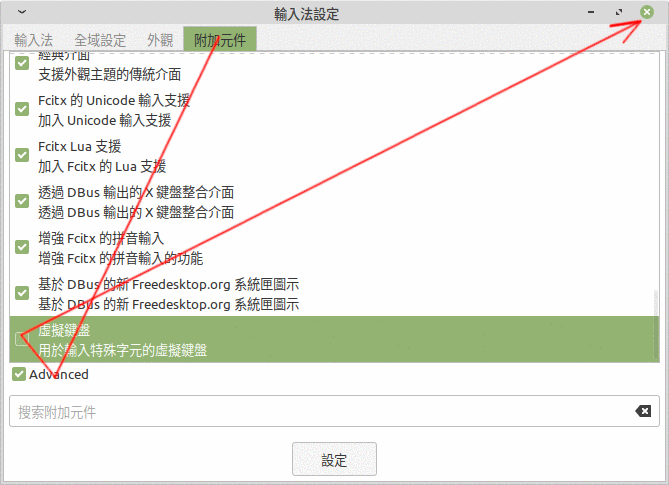 輸入法設定
輸入法 全域設定 外觀 附加元件
經典介面
支援外觀主題的傳統介面
Fcitx 的 Unicode 輸入支援
加入 Unicode 輸入支援
Fcitx Lua 支援
加入 Fcitx 的 Lua 支援
透過 DBus 輸出的 X 鍵盤整合介面
透過 DBus 輸出的 X 鍵盤整合介面
增強 Fcitx 的拼音輸入
增強 Fcitx 的拼音輸入的功能
基於 DBus 的新 Freedesktop.org 系統匣圖示
基於 DBus 的新 Freedesktop.org 系統匣圖示
虛擬鍵盤
用於輸入特殊字元的虛擬鍵盤
Advanced
搜索附加元件
設定